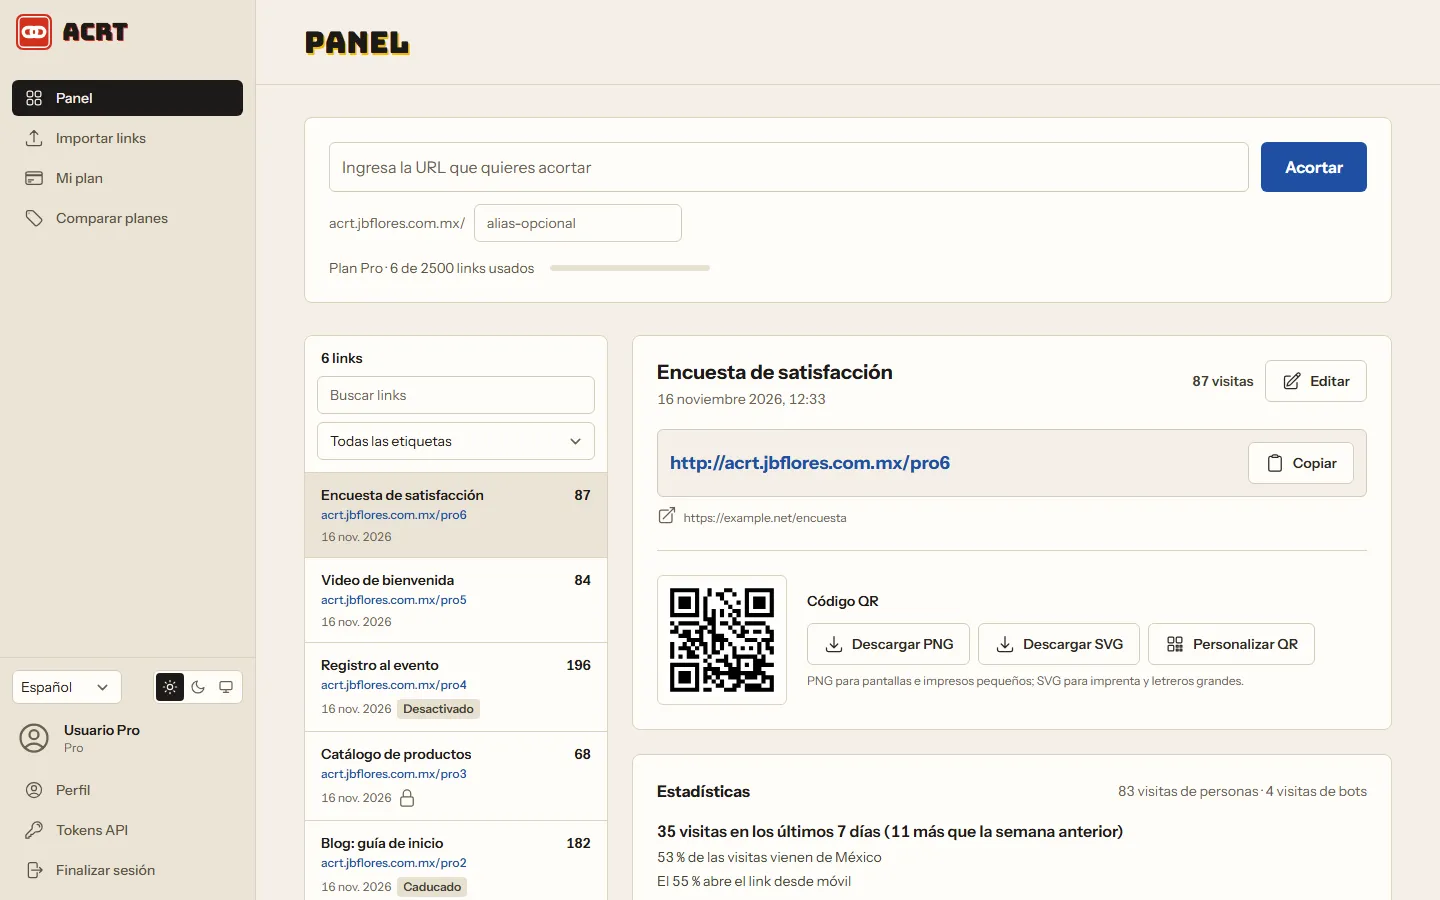 ACRT
Panel
Importar links
Mi plan
Comparar planes
Español
Usuario Pro
Pro
Perfil
Tokens API
Finalizar sesión
PANEL
Ingresa la URL que quieres acortar
Acortar
acrt.jbflores.com.mx/
alias-opcional
Plan Pro · 6 de 2500 links usados
6 links
Buscar links
Todas las etiquetas
Encuesta de satisfacción 87
acrt.jbflores.com.mx/pro6
16 nov. 2026
Video de bienvenida 84
acrt.jbflores.com.mx/pro5
16 nov. 2026
Registro al evento 196
acrt.jbflores.com.mx/pro4
16 nov. 2026 Desactivado
Catálogo de productos 68
acrt.jbflores.com.mx/pro3
16 nov. 2026
Blog: guía de inicio 182
acrt.jbflores.com.mx/pro2
16 nov. 2026 Caducado
Encuesta de satisfacción
16 noviembre 2026, 12:33
87 visitas
Editar
http://acrt.jbflores.com.mx/pro6
Copiar
https://example.net/encuesta
Código QR
Descargar PNG
Descargar SVG
Personalizar QR
PNG para pantallas e impresos pequeños; SVG para imprenta y letreros grandes.
Estadísticas
83 visitas de personas · 4 visitas de bots
35 visitas en los últimos 7 días (11 más que la semana anterior)
53 % de las visitas vienen de México
El 55 % abre el link desde móvil